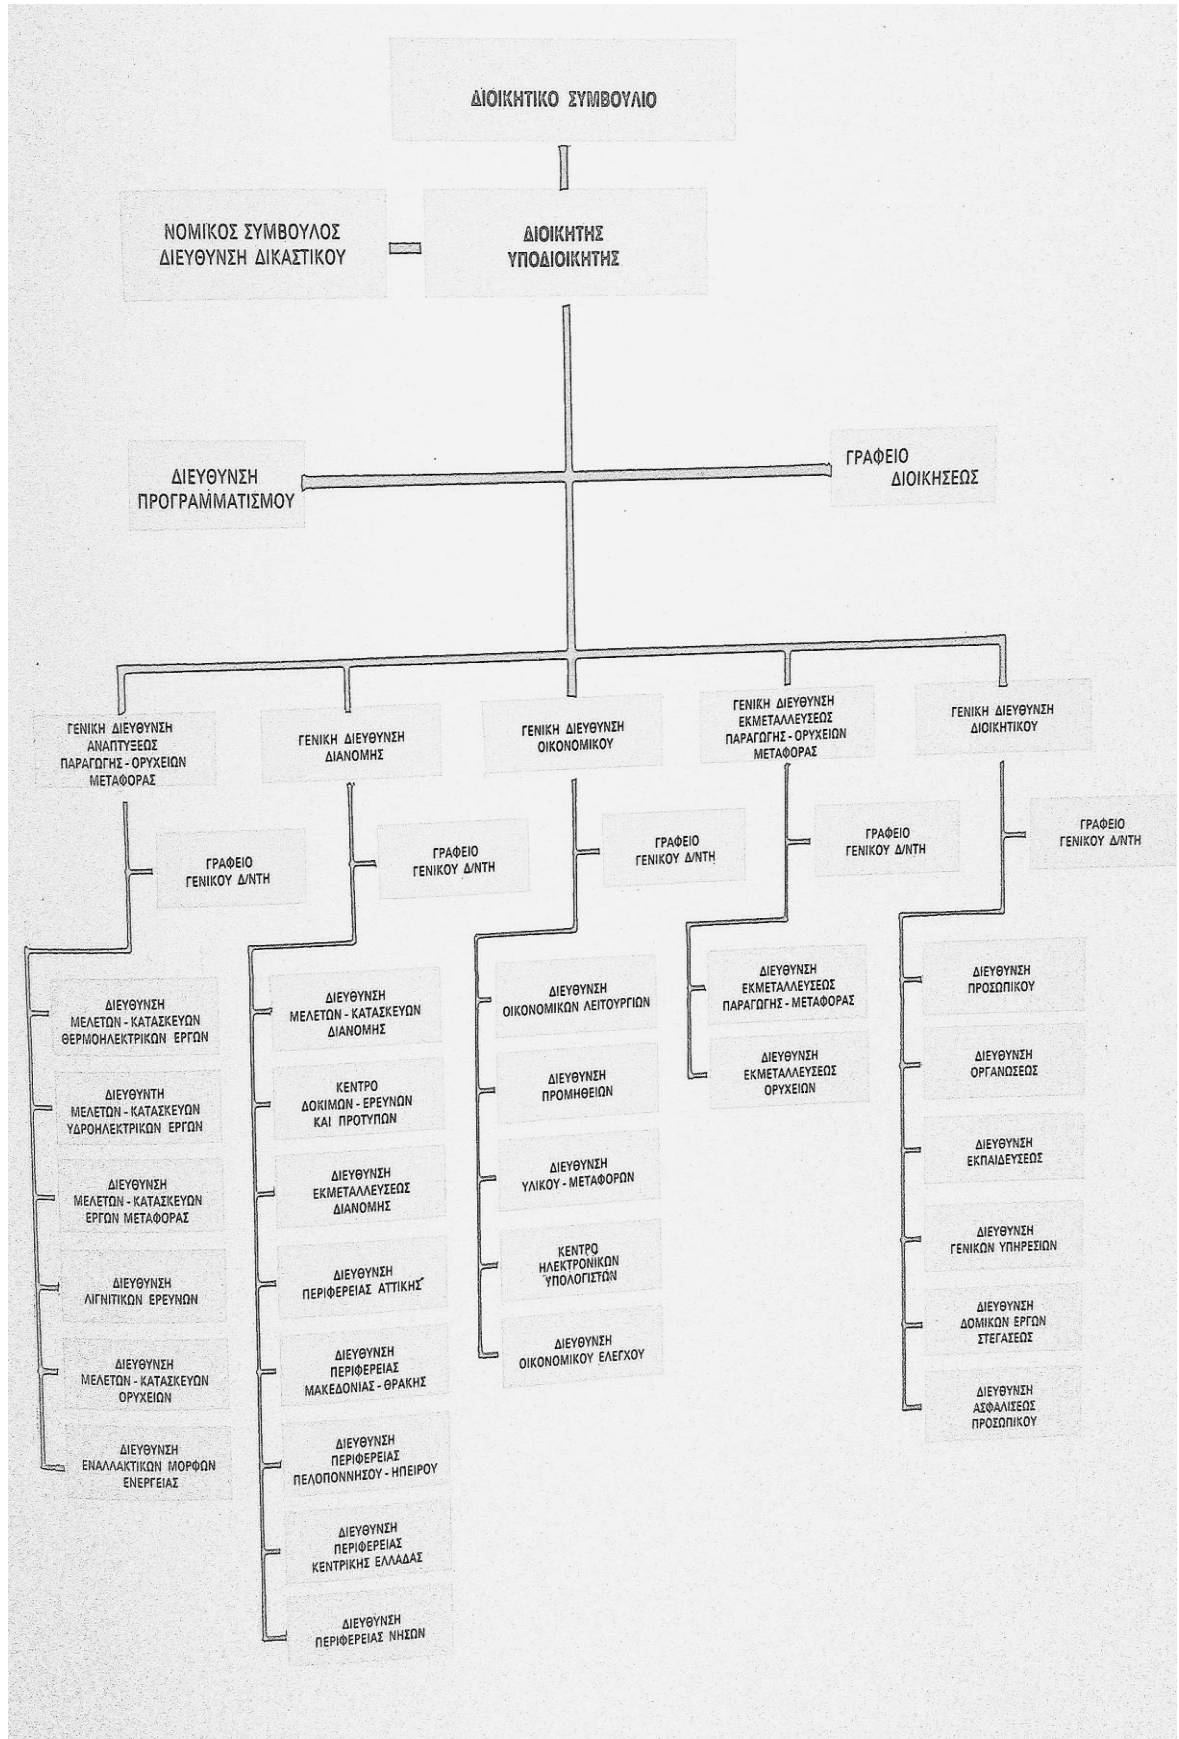 ΔΙΟΙΚΗΤΙΚΟ ΣΥΜΒΟΥΛΙΟ
ΝΟΜΙΚΟΣ ΣΥΜΒΟΥΛΟΣ
ΔΙΕΥΘΥΝΣΗ ΔΙΚΑΣΤΙΚΟΥ
ΔΙΟΙΚΗΤΗΣ
ΥΠΟΔΙΟΙΚΗΤΗΣ
ΔΙΕΥΘΥΝΣΗ
ΠΡΟΓΡΑΜΜΑΤΙΣΜΟΥ
ΓΡΑΦΕΙΟ
ΔΙΟΙΚΗΣΕΩΣ
ΓΕΝΙΚΗ ΔΙΕΥΘΥΝΣΗ
ΑΝΑΠΤΥΞΕΩΣ
ΠΑΡΑΓΩΓΗΣ - ΟΡΥΧΕΙΩΝ
ΜΕΤΑΦΟΡΑΣ
ΓΕΝΙΚΗ ΔΙΕΥΘΥΝΣΗ
ΔΙΑΝΟΜΗΣ
ΓΕΝΙΚΗ ΔΙΕΥΘΥΝΣΗ
ΟΙΚΟΝΟΜΙΚΟΥ
ΓΕΝΙΚΗ ΔΙΕΥΘΥΝΣΗ
ΕΚΜΕΤΑΛΛΕΥΣΕΩΣ
ΠΑΡΑΓΩΓΗΣ - ΟΡΥΧΕΙΩΝ
ΜΕΤΑΦΟΡΑΣ
ΓΕΝΙΚΗ ΔΙΕΥΘΥΝΣΗ
ΔΙΟΙΚΗΤΙΚΟΥ
ΓΡΑΦΕΙΟ
ΓΕΝΙΚΟΥ Δ/ΝΤΗ
ΓΡΑΦΕΙΟ
ΓΕΝΙΚΟΥ Δ/ΝΤΗ
ΓΡΑΦΕΙΟ
ΓΕΝΙΚΟΥ Δ/ΝΤΗ
ΓΡΑΦΕΙΟ
ΓΕΝΙΚΟΥ Δ/ΝΤΗ
ΓΡΑΦΕΙΟ
ΓΕΝΙΚΟΥ Δ/ΝΤΗ
ΔΙΕΥΘΥΝΣΗ
ΜΕΛΕΤΩΝ - ΚΑΤΑΣΚΕΥΩΝ
ΘΕΡΜΟΗΛΕΚΤΡΙΚΩΝ ΕΡΓΩΝ
ΔΙΕΥΘΥΝΤΗ
ΜΕΛΕΤΩΝ - ΚΑΤΑΣΚΕΥΩΝ
ΥΔΡΟΗΛΕΚΤΡΙΚΩΝ ΕΡΓΩΝ
ΔΙΕΥΘΥΝΣΗ
ΜΕΛΕΤΩΝ - ΚΑΤΑΣΚΕΥΩΝ
ΕΡΓΩΝ ΜΕΤΑΦΟΡΑΣ
ΔΙΕΥΘΥΝΣΗ
ΛΙΓΝΙΤΙΚΩΝ ΕΡΕΥΝΩΝ
ΔΙΕΥΘΥΝΣΗ
ΜΕΛΕΤΩΝ - ΚΑΤΑΣΚΕΥΩΝ
ΟΡΥΧΕΙΩΝ
ΔΙΕΥΘΥΝΣΗ
ΕΝΑΛΛΑΚΤΙΚΩΝ ΜΟΡΦΩΝ
ΕΝΕΡΓΕΙΑΣ
ΔΙΕΥΘΥΝΣΗ
ΜΕΛΕΤΩΝ - ΚΑΤΑΣΚΕΥΩΝ
ΔΙΑΝΟΜΗΣ
ΚΕΝΤΡΟ
ΔΟΚΙΜΩΝ - ΕΡΕΥΝΩΝ
ΚΑΙ ΠΡΟΤΥΠΩΝ
ΔΙΕΥΘΥΝΣΗ
ΕΚΜΕΤΑΛΛΕΥΣΕΩΣ
ΔΙΑΝΟΜΗΣ
ΔΙΕΥΘΥΝΣΗ
ΠΕΡΙΦΕΡΕΙΑΣ ΑΤΤΙΚΗΣ
ΔΙΕΥΘΥΝΣΗ
ΠΕΡΙΦΕΡΕΙΑΣ
ΜΑΚΕΔΟΝΙΑΣ - ΘΡΑΚΗΣ
ΔΙΕΥΘΥΝΣΗ
ΠΕΡΙΦΕΡΕΙΑΣ
ΠΕΛΟΠΟΝΝΗΣΟΥ - ΗΠΕΙΡΟΥ
ΔΙΕΥΘΥΝΣΗ
ΠΕΡΙΦΕΡΕΙΑΣ
ΚΕΝΤΡΙΚΗΣ ΕΛΛΑΔΑΣ
ΔΙΕΥΘΥΝΣΗ
ΠΕΡΙΦΕΡΕΙΑΣ ΝΗΣΩΝ
ΔΙΕΥΘΥΝΣΗ
ΟΙΚΟΝΟΜΙΚΩΝ ΛΕΙΤΟΥΡΓΙΩΝ
ΔΙΕΥΘΥΝΣΗ
ΠΡΟΜΗΘΕΙΩΝ
ΔΙΕΥΘΥΝΣΗ
ΥΛΙΚΟΥ - ΜΕΤΑΦΟΡΩΝ
ΚΕΝΤΡΟ
ΗΛΕΚΤΡΟΝΙΚΩΝ
ΥΠΟΛΟΓΙΣΤΩΝ
ΔΙΕΥΘΥΝΣΗ
ΟΙΚΟΝΟΜΙΚΟΥ ΕΛΕΓΧΟΥ
ΔΙΕΥΘΥΝΣΗ
ΕΚΜΕΤΑΛΛΕΥΣΕΩΣ
ΠΑΡΑΓΩΓΗΣ - ΜΕΤΑΦΟΡΑΣ
ΔΙΕΥΘΥΝΣΗ
ΕΚΜΕΤΑΛΛΕΥΣΕΩΣ
ΟΡΥΧΕΙΩΝ
ΔΙΕΥΘΥΝΣΗ
ΠΡΟΣΩΠΙΚΟΥ
ΔΙΕΥΘΥΝΣΗ
ΟΡΓΑΝΩΣΕΩΣ
ΔΙΕΥΘΥΝΣΗ
ΕΚΠΑΙΔΕΥΣΕΩΣ
ΔΙΕΥΘΥΝΣΗ
ΓΕΝΙΚΩΝ ΥΠΗΡΕΣΙΩΝ
ΔΙΕΥΘΥΝΣΗ
ΔΟΜΙΚΩΝ ΕΡΓΩΝ
ΣΤΕΓΑΣΕΩΣ
ΔΙΕΥΘΥΝΣΗ
ΑΣΦΑΛΙΣΕΩΣ
ΠΡΟΣΩΠΙΚΟΥ